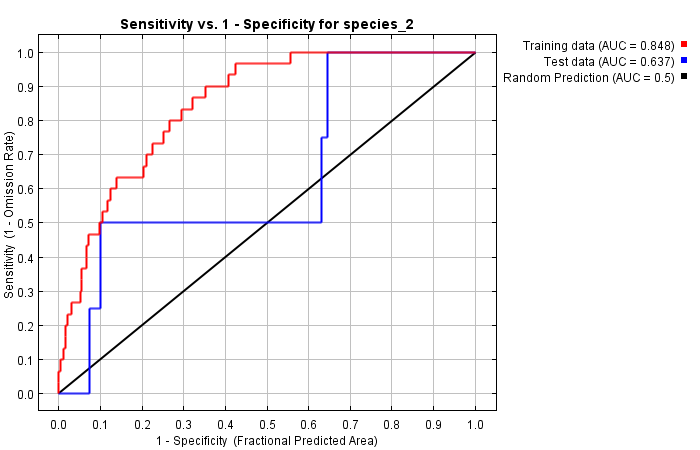 Sensitivity vs. 1 - Specificity for species_2
Training data (AUC = 0.848)
Test data (AUC = 0.637)
Random Prediction (AUC = 0.5)
Sensitivity (1 - Omission Rate)
1.0
0.9
0.8
0.7
0.6
0.5
0.4
0.3
0.2
0.1
0.0
0.0 0.1 0.2 0.3 0.4 0.5 0.6 0.7 0.8 0.9 1.0
1 - Specificity (Fractional Predicted Area)